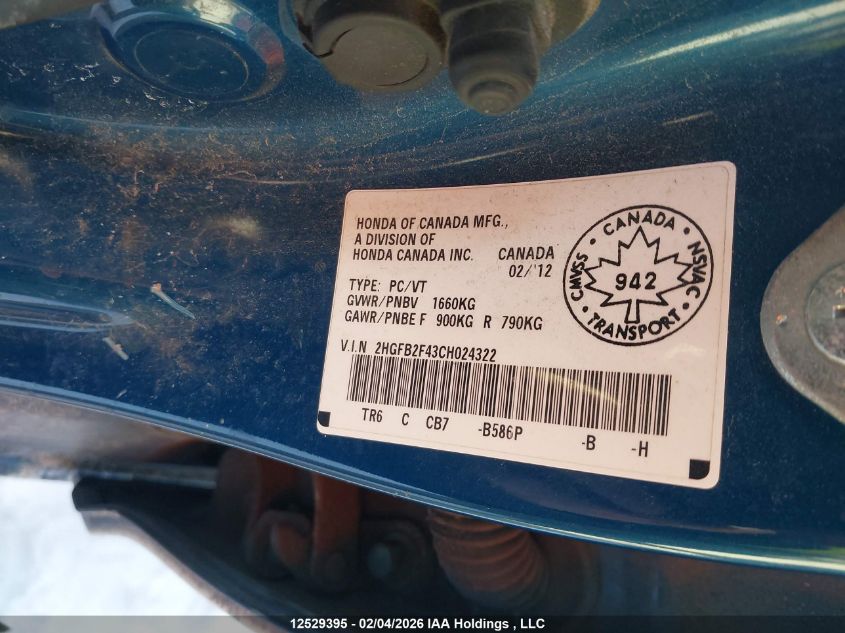 HONDA OF CANADA MFG.,
A DIVISION OF
HONDA CANADA INC. CANADA
02/'12
TYPE: PC/VT
GVWR/PNBV 1660KG
GAWR/PNBE F 900KG R 790KG
V.I.N 2HGFB2F43CH024322
TR6 C CB7 -B586P -B -H
• CANADA •
CMVSS NSVAC
942
• TRANSPORT •
12529395 - 02/04/2026 IAA Holdings , LLC